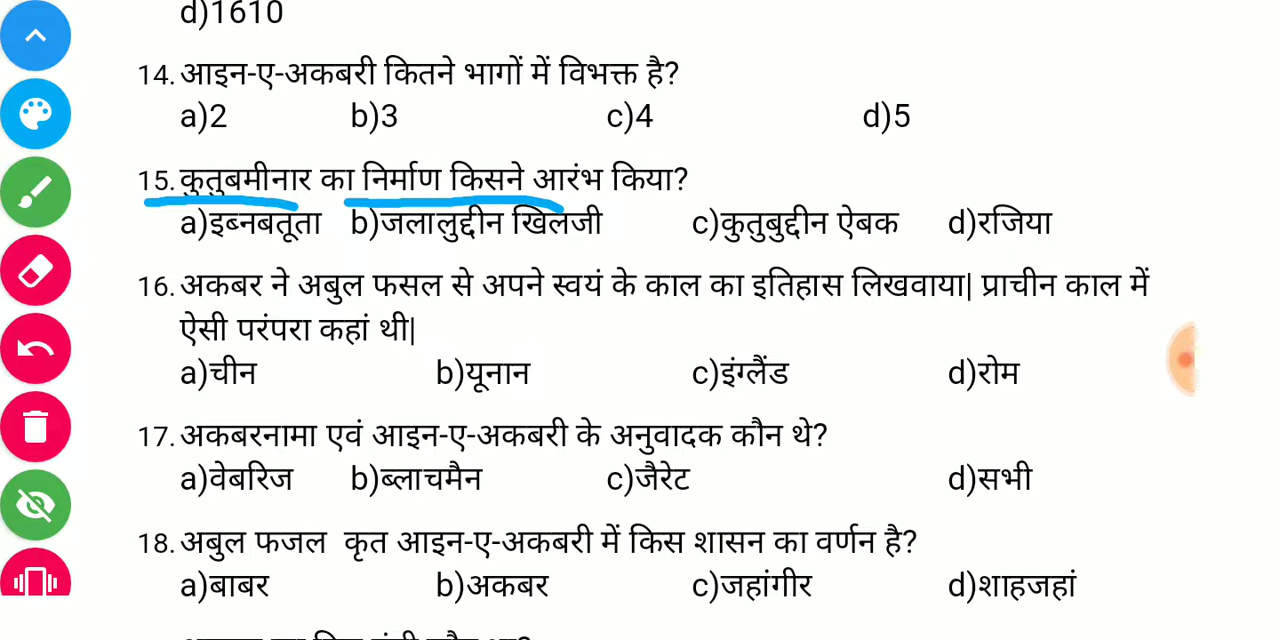 d)1610
14. आइन-ए-अकबरी कितने भागों में विभक्त है?
a)2 b)3 c)4 d)5
15. कुतुबमीनार का निर्माण किसने आरंभ किया?
a)इब्नबतूता b)जलालुद्दीन खिलजी c)कुतुबुद्दीन ऐबक d)रजिया
16. अकबर ने अबुल फसल से अपने स्वयं के काल का इतिहास लिखवाया| प्राचीन काल में
ऐसी परंपरा कहां थी|
a)चीन b)यूनान c)इंग्लैंड d)रोम
17. अकबरनामा एवं आइन-ए-अकबरी के अनुवादक कौन थे?
a)वेबरिज b)ब्लाचमैन c)जैरेट d)सभी
18. अबुल फजल कृत आइन-ए-अकबरी में किस शासन का वर्णन है?
a)बाबर b)अकबर c)जहांगीर d)शाहजहां